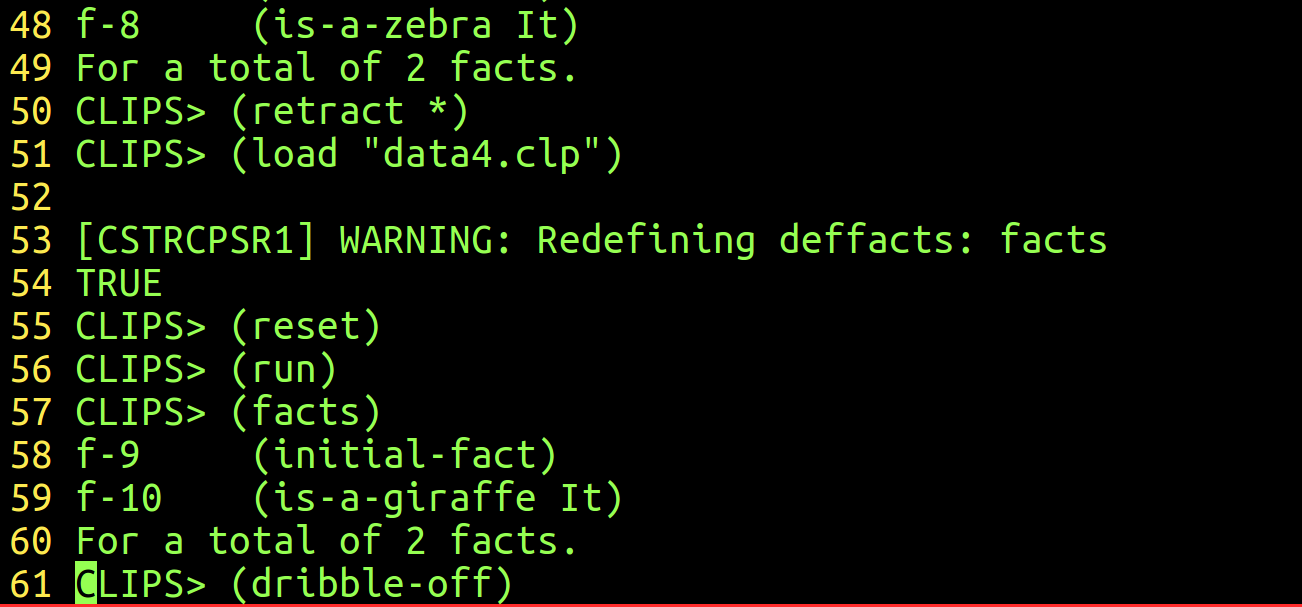 48 f-8     (is-a-zebra It)
49 For a total of 2 facts.
50 CLIPS> (retract *)
51 CLIPS> (load "data4.clp")
52
53 [CSTRCPSR1] WARNING: Redefining deffacts: facts
54 TRUE
55 CLIPS> (reset)
56 CLIPS> (run)
57 CLIPS> (facts)
58 f-9     (initial-fact)
59 f-10    (is-a-giraffe It)
60 For a total of 2 facts.
61 CLIPS> (dribble-off)